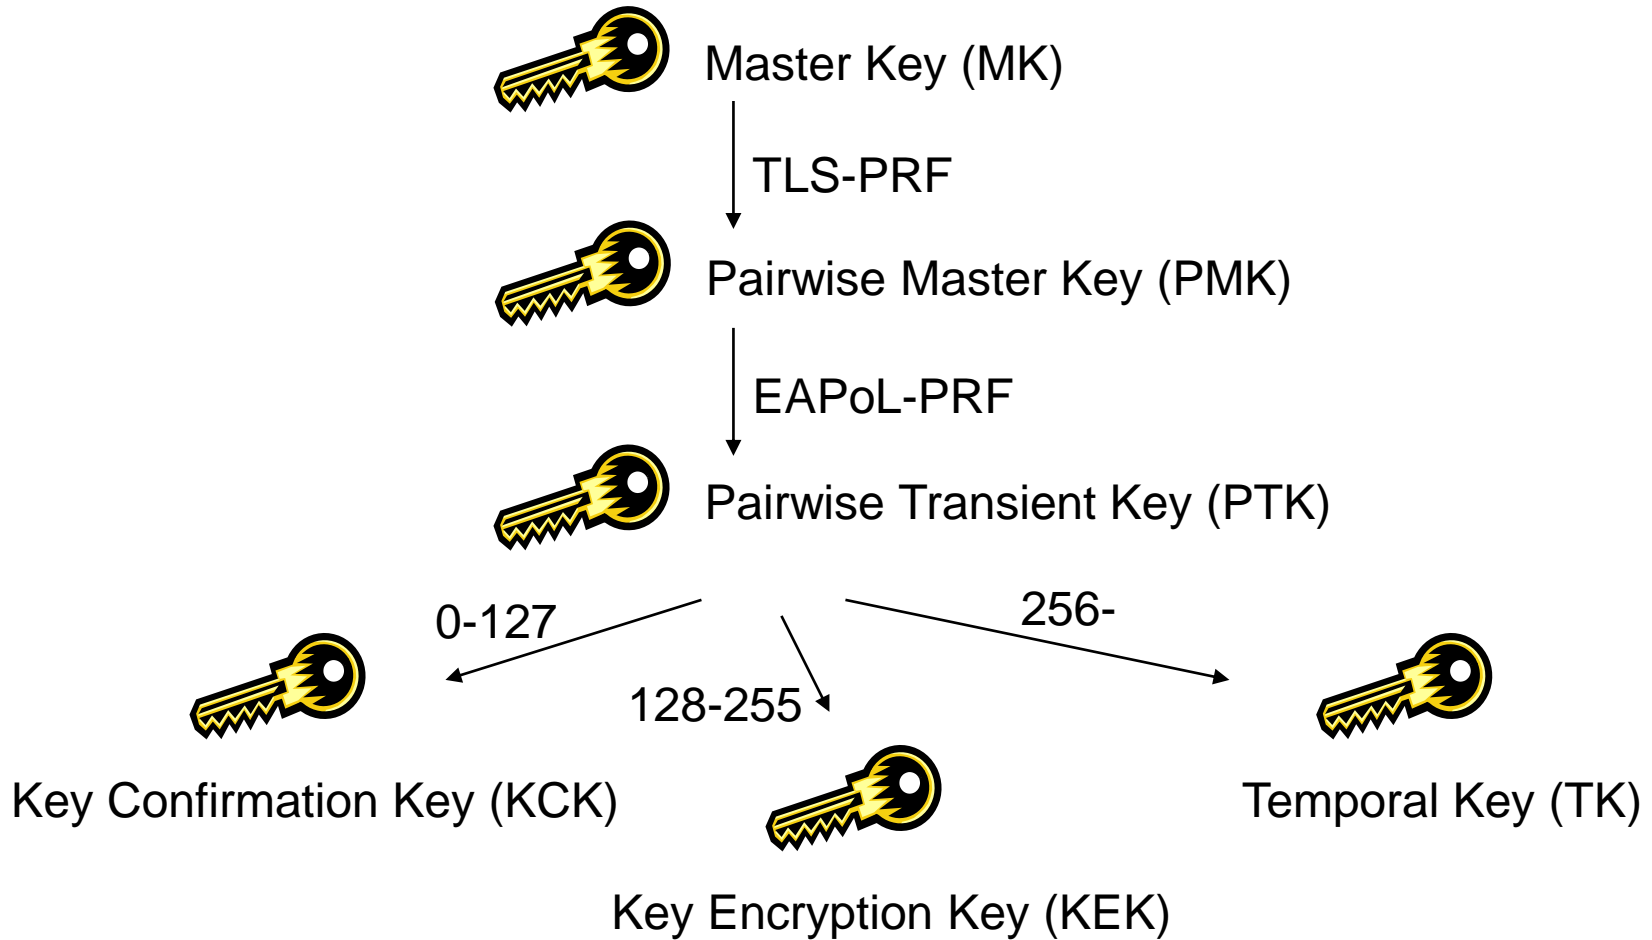 Master Key (MK)
TLS-PRF
Pairwise Master Key (PMK)
EAPoL-PRF
Pairwise Transient Key (PTK)
0-127
256-
128-255
Key Confirmation Key (KCK)
Temporal Key (TK)
Key Encryption Key (KEK)